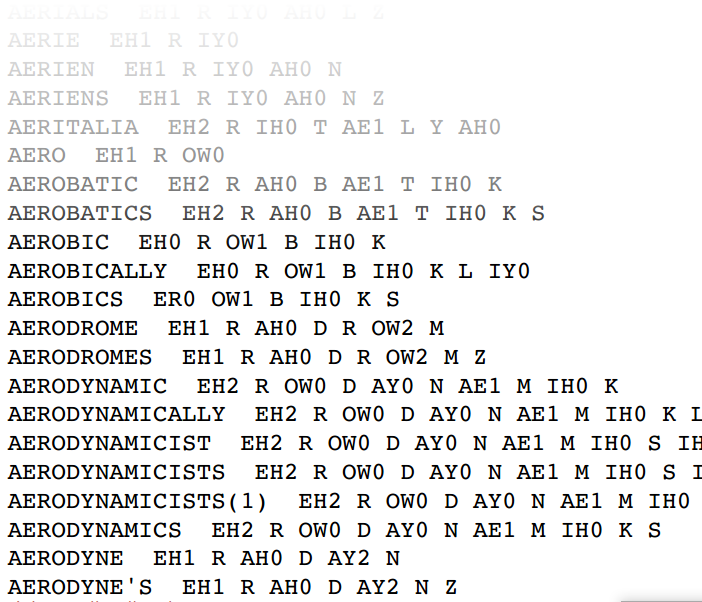 AERIALS  EH1 R IY0 AH0 L Z
AERIE  EH1 R IY0
AERIEN  EH1 R IY0 AH0 N
AERIENS  EH1 R IY0 AH0 N Z
AERITALIA  EH2 R IH0 T AE1 L Y AH0
AERO  EH1 R OW0
AEROBATIC  EH2 R AH0 B AE1 T IH0 K
AEROBATICS  EH2 R AH0 B AE1 T IH0 K S
AEROBIC  EH0 R OW1 B IH0 K
AEROBICALLY  EH0 R OW1 B IH0 K L IY0
AEROBICS  ER0 OW1 B IH0 K S
AERODROME  EH1 R AH0 D R OW2 M
AERODROMES  EH1 R AH0 D R OW2 M Z
AERODYNAMIC  EH2 R OW0 D AY0 N AE1 M IH0 K
AERODYNAMICALLY  EH2 R OW0 D AY0 N AE1 M IH0 K L
AERODYNAMICIST  EH2 R OW0 D AY0 N AE1 M IH0 S IH
AERODYNAMICISTS  EH2 R OW0 D AY0 N AE1 M IH0 S I
AERODYNAMICISTS(1)  EH2 R OW0 D AY0 N AE1 M IH0
AERODYNAMICS  EH2 R OW0 D AY0 N AE1 M IH0 K S
AERODYNE  EH1 R AH0 D AY2 N
AERODYNE'S  EH1 R AH0 D AY2 N Z